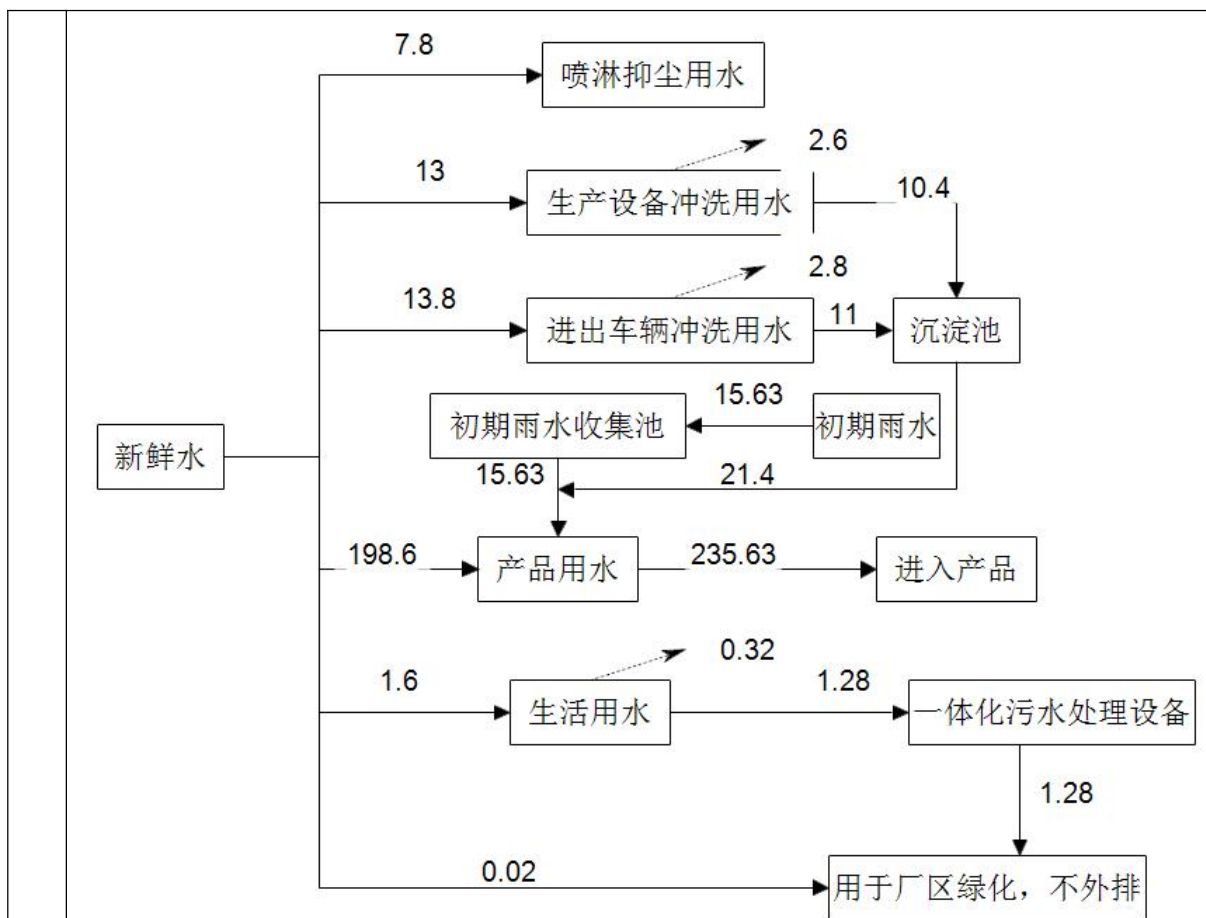 7.8
喷淋抑尘用水
2.6
13
生产设备冲洗用水
10.4
2.8
13.8
进出车辆冲洗用水
11
沉淀池
15.63
初期雨水收集池
初期雨水
新鲜水
15.63
21.4
198.6
产品用水
235.63
进入产品
0.32
1.6
生活用水
1.28
一体化污水处理设备
1.28
0.02
用于厂区绿化，不外排